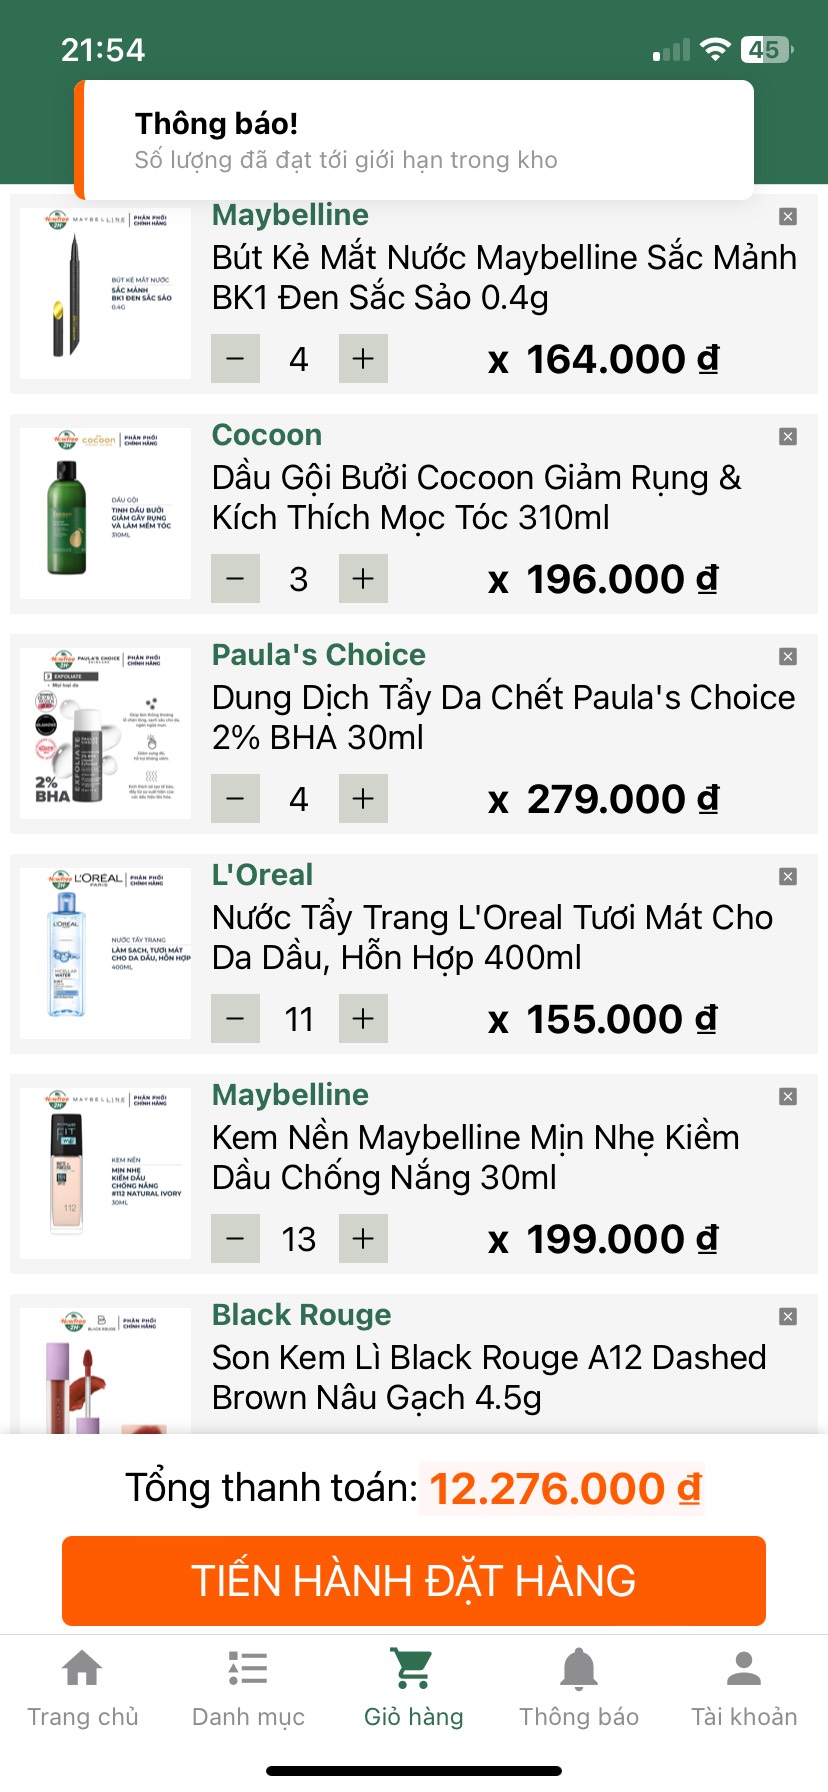 21:54
45
Thông báo!
Số lượng đã đạt tới giới hạn trong kho
Maybelline
MAYBELLINE
PHÂN PHỐI
CHÍNH HÃNG
BÚT KẺ MẮT NƯỚC
SẮC MẢNH
BK1 ĐEN SẮC SẢO
0.4G
Bút Kẻ Mắt Nước Maybelline Sắc Mảnh
BK1 Đen Sắc Sảo 0.4g
− 4 + x 164.000 ₫
Cocoon
cocoon
PHÂN PHỐI
CHÍNH HÃNG
DẦU GỘI
TINH DẦU BƯỞI
GIẢM GÃY RỤNG
VÀ LÀM MỀM TÓC
310ML
Dầu Gội Bưởi Cocoon Giảm Rụng &
Kích Thích Mọc Tóc 310ml
− 3 + x 196.000 ₫
Paula's Choice
PAULA'S CHOICE
PHÂN PHỐI
CHÍNH HÃNG
EXFOLIATE
2%
BHA
Dung Dịch Tẩy Da Chết Paula's Choice
2% BHA 30ml
− 4 + x 279.000 ₫
L'Oreal
L'ORÉAL
PARIS
PHÂN PHỐI
CHÍNH HÃNG
NƯỚC TẨY TRANG
LÀM SẠCH, TƯƠI MÁT
CHO DA DẦU, HỖN HỢP
400ML
Nước Tẩy Trang L'Oreal Tươi Mát Cho
Da Dầu, Hỗn Hợp 400ml
− 11 + x 155.000 ₫
Maybelline
MAYBELLINE
PHÂN PHỐI
CHÍNH HÃNG
FIT
me
112
KEM NỀN
MỊN NHẸ
KIỀM DẦU
CHỐNG NẮNG
#112 NATURAL IVORY
30ML
Kem Nền Maybelline Mịn Nhẹ Kiềm
Dầu Chống Nắng 30ml
− 13 + x 199.000 ₫
Black Rouge
BLACK ROUGE
PHÂN PHỐI
CHÍNH HÃNG
Son Kem Lì Black Rouge A12 Dashed
Brown Nâu Gạch 4.5g
Tổng thanh toán: 12.276.000 ₫
TIẾN HÀNH ĐẶT HÀNG
Trang chủ
Danh mục
Giỏ hàng
Thông báo
Tài khoản